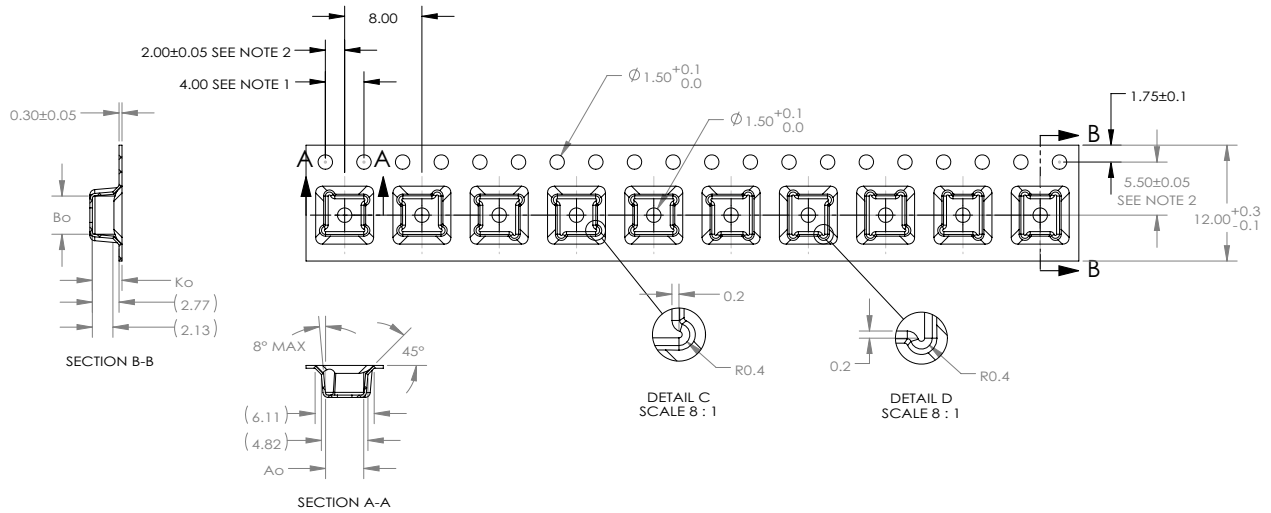 8.00
2.00±0.05 SEE NOTE 2
4.00 SEE NOTE 1
Ø1.50 +0.1 0.0
Ø1.50 +0.1 0.0
1.75±0.1
0.30±0.05
A
A
B
5.50±0.05
SEE NOTE 2
12.00 +0.3 -0.1
B
Bo
Ko
(2.77)
(2.13)
SECTION B-B
8° MAX
45°
(6.11)
(4.82)
Ao
SECTION A-A
0.2
R0.4
DETAIL C
SCALE 8 : 1
0.2
R0.4
DETAIL D
SCALE 8 : 1